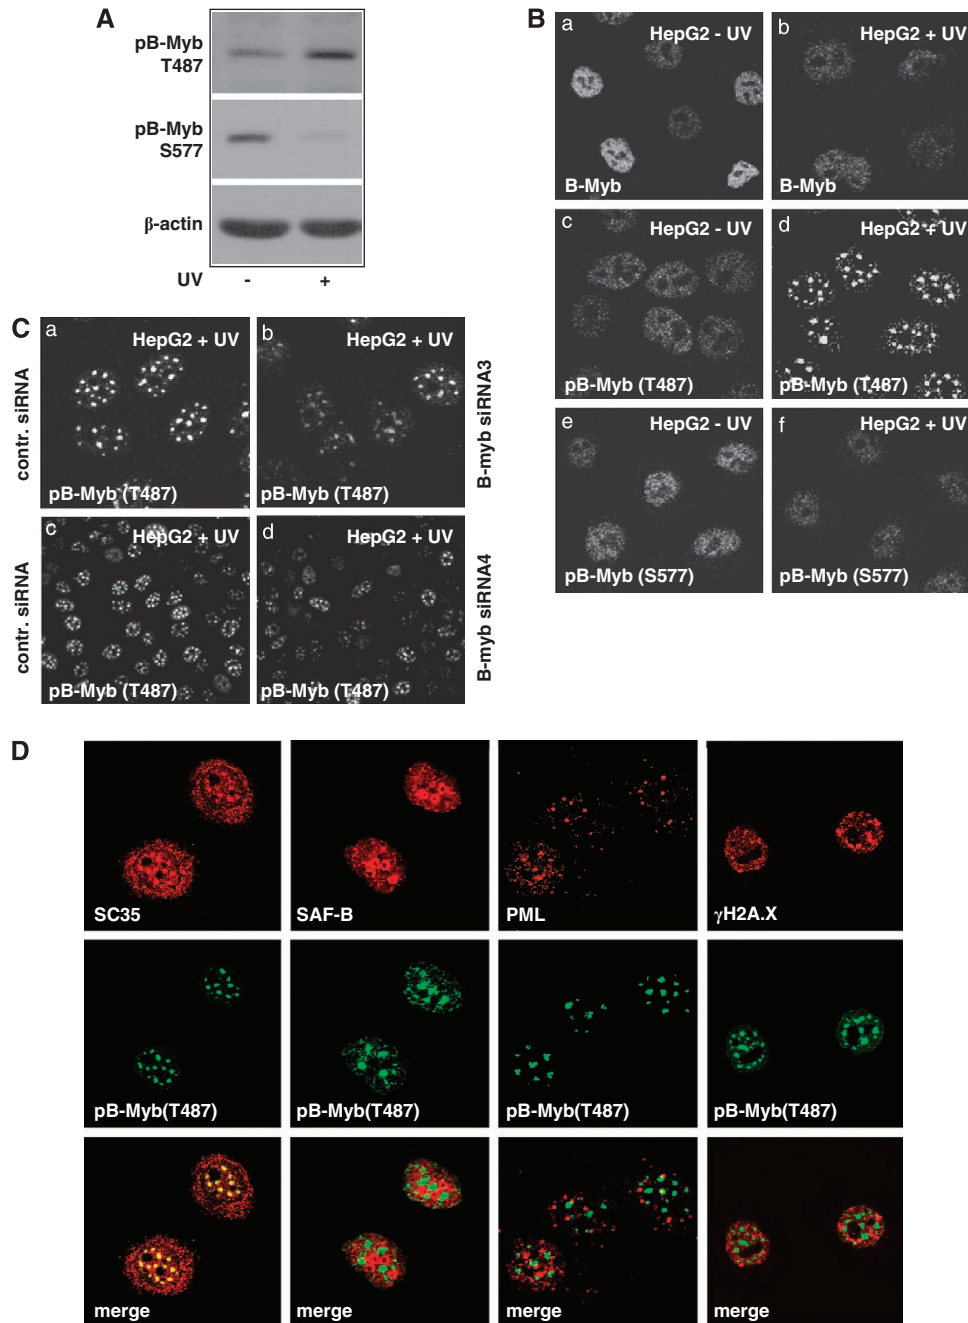 A
pB-Myb
T487
pB-Myb
S577
β-actin
UV - +
B
a HepG2 - UV
B-Myb
b HepG2 + UV
B-Myb
c HepG2 - UV
pB-Myb (T487)
d HepG2 + UV
pB-Myb (T487)
e HepG2 - UV
pB-Myb (S577)
f HepG2 + UV
pB-Myb (S577)
C
contr. siRNA
a HepG2 + UV
pB-Myb (T487)
b HepG2 + UV
pB-Myb (T487)
B-myb siRNA3
contr. siRNA
c HepG2 + UV
pB-Myb (T487)
d HepG2 + UV
pB-Myb (T487)
B-myb siRNA4
D
SC35
SAF-B
PML
γH2A.X
pB-Myb(T487)
pB-Myb(T487)
pB-Myb(T487)
pB-Myb(T487)
merge
merge
merge
merge